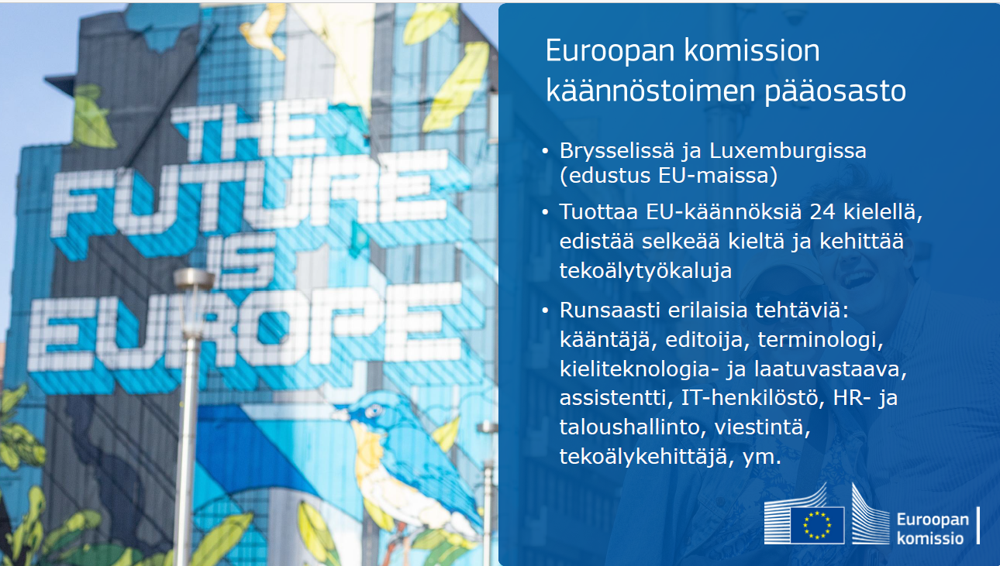 THE
FUTURE
IS
EUROPE
Euroopan komission
käännöstoimen pääosasto
• Brysselissä ja Luxemburgissa
(edustus EU-maissa)
• Tuottaa EU-käännöksiä 24 kielellä,
edistää selkeää kieltä ja kehittää
tekoälytyökaluja
• Runsaasti erilaisia tehtäviä:
kääntäjä, editoija, terminologi,
kieliteknologia- ja laatuvastaava,
assistentti, IT-henkilöstö, HR- ja
taloushallinto, viestintä,
tekoälykehittäjä, ym.
Euroopan
komissio